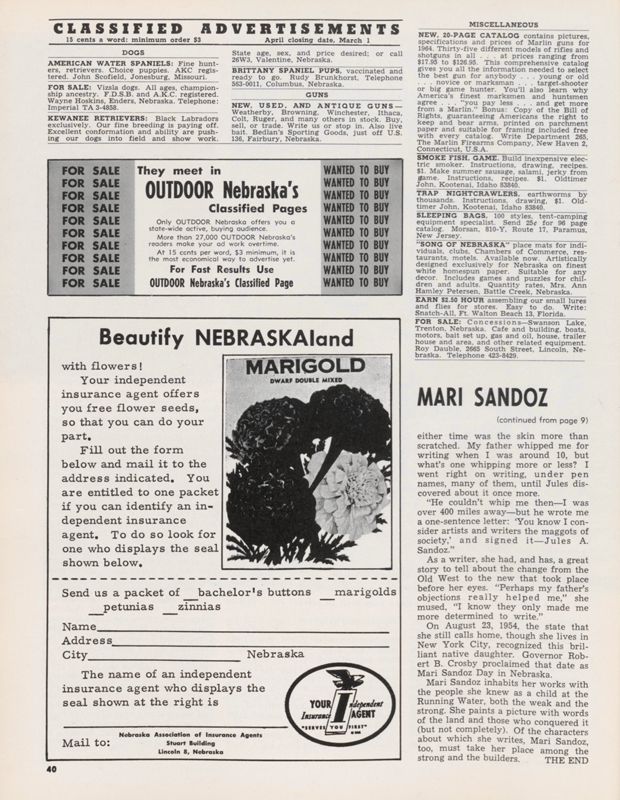 CLASSIFIED ADVERTISEMENTS
15 cents a word: minimum order $3 April closing date, March 1
DOGS
AMERICAN WATER SPANIELS: Fine hunt-
ers, retrievers. Choice puppies. AKC regis-
tered. John Scofield, Jonesburg, Missouri.
FOR SALE: Vizsla dogs. All ages, champion-
ship ancestry. F.D.S.B. and A.K.C. registered.
Wayne Hoskins, Enders, Nebraska. Telephone:
Imperial TA 3-4858.
KEWANEE RETRIEVERS: Black Labradors
exclusively. Our fine breeding is paying off.
Excellent conformation and ability are push-
ing our dogs into field and show work.
State age, sex, and price desired; or call
26W3, Valentine, Nebraska.
BRITTANY SPANIEL PUPS, vaccinated and
ready to go. Rudy Brunkhorst, Telephone
563-0011, Columbus, Nebraska.
GUNS
NEW, USED, AND ANTIQUE GUNS—
Weatherby, Browning, Winchester, Ithaca,
Colt, Ruger, and many others in stock. Buy,
sell, or trade. Write us or stop in. Also live
bait. Bedlan's Sporting Goods, just off U.S.
136, Fairbury, Nebraska.
FOR SALE
FOR SALE
FOR SALE
FOR SALE
FOR SALE
FOR SALE
FOR SALE
FOR SALE
FOR SALE
FOR SALE
They meet in
OUTDOOR Nebraska's
Classified Pages
Only OUTDOOR Nebraska offers you a
state-wide active, buying audience.
More than 27,000 OUTDOOR Nebraska's
readers make your ad work overtime.
At 15 cents per word, $3 minimum, it is
the most economical way to advertise yet.
For Fast Results Use
OUTDOOR Nebraska's Classified Page
WANTED TO BUY
WANTED TO BUY
WANTED TO BUY
WANTED TO BUY
WANTED TO BUY
WANTED TO BUY
WANTED TO BUY
WANTED TO BUY
WANTED TO BUY
WANTED TO BUY
Beautify NEBRASKAland
with flowers!
Your independent
insurance agent offers
you free flower seeds,
so that you can do your
part.
Fill out the form
below and mail it to the
address indicated. You
are entitled to one packet
if you can identify an in-
dependent insurance
agent. To do so look for
one who displays the seal
shown below.
MARIGOLD
DWARF DOUBLE MIXED
Send us a packet of __bachelor's buttons __marigolds
__petunias __zinnias
Name
Address
City Nebraska
The name of an independent
insurance agent who displays the
seal shown at the right is
YOUR Independent
Insurance AGENT
"SERVES YOU FIRST"
Mail to:
Nebraska Association of Insurance Agents
Stuart Building
Lincoln 8, Nebraska
40
MISCELLANEOUS
NEW, 20-PAGE CATALOG contains pictures,
specifications and prices of Marlin guns for
1964. Thirty-five different models of rifles and
shotguns in all . . . at prices ranging from
$17.95 to $126.95. This comprehensive catalog
gives you all the information needed to select
the best gun for anybody . . . young or old
. . . novice or marksman . . . target-shooter
or big game hunter. You'll also learn why
America's finest marksmen and huntsmen
agree . . . "you pay less . . . and get more
from a Marlin." Bonus: Copy of the Bill of
Rights, guaranteeing Americans the right to
keep and bear arms, printed on parchment
paper and suitable for framing included free
with every catalog. Write Department 265,
The Marlin Firearms Company, New Haven 2,
Connecticut, U.S.A.
SMOKE FISH, GAME. Build inexpensive elec-
tric smoker. Instructions, drawing, recipes,
$1. Make summer sausage, salami, jerky from
game. Instructions, recipes. $1. Oldtimer
John, Kootenai, Idaho 83840.
TRAP NIGHTCRAWLERS, earthworms by
thousands. Instructions, drawing, $1. Old-
timer John, Kootenai, Idaho 83840.
SLEEPING BAGS, 100 styles, tent-camping
equipment specialist. Send 25c for 96 page
catalog. Morsan, 810-Y, Route 17, Paramus,
New Jersey.
"SONG OF NEBRASKA" place mats for indi-
viduals, clubs, Chambers of Commerce, res-
taurants, motels. Available now. Artistically
designed exclusively for Nebraska on finest
white homespun paper. Suitable for any
decor. Includes games and puzzles for chil-
dren and adults. Quantity rates, Mrs. Ann
Hamley Petersen, Battle Creek, Nebraska.
EARN $2.50 HOUR assembling our small lures
and flies for stores. Easy to do. Write:
Snatch-All, Ft. Walton Beach 13, Florida.
FOR SALE: Concessions—Swanson Lake,
Trenton, Nebraska. Cafe and building, boats,
motors, bait set up, gas and oil, house, trailer
house and area, and other related equipment.
Roy Dauble, 2665 South Street, Lincoln, Ne-
braska. Telephone 423-8429.
MARI SANDOZ
(continued from page 9)
either time was the skin more than
scratched. My father whipped me for
writing when I was around 10, but
what's one whipping more or less? I
went right on writing, under pen
names, many of them, until Jules dis-
covered about it once more.
"He couldn't whip me then—I was
over 400 miles away—but he wrote me
a one-sentence letter: 'You know I con-
sider artists and writers the maggots of
society,' and signed it—Jules A.
Sandoz."
As a writer, she had, and has, a great
story to tell about the change from the
Old West to the new that took place
before her eyes. "Perhaps my father's
objections really helped me," she
mused, "I know they only made me
more determined to write."
On August 23, 1954, the state that
she still calls home, though she lives in
New York City, recognized this bril-
liant native daughter. Governor Rob-
ert B. Crosby proclaimed that date as
Mari Sandoz Day in Nebraska.
Mari Sandoz inhabits her works with
the people she knew as a child at the
Running Water, both the weak and the
strong. She paints a picture with words
of the land and those who conquered it
(but not completely). Of the characters
about which she writes, Mari Sandoz,
too, must take her place among the
strong and the builders. THE END